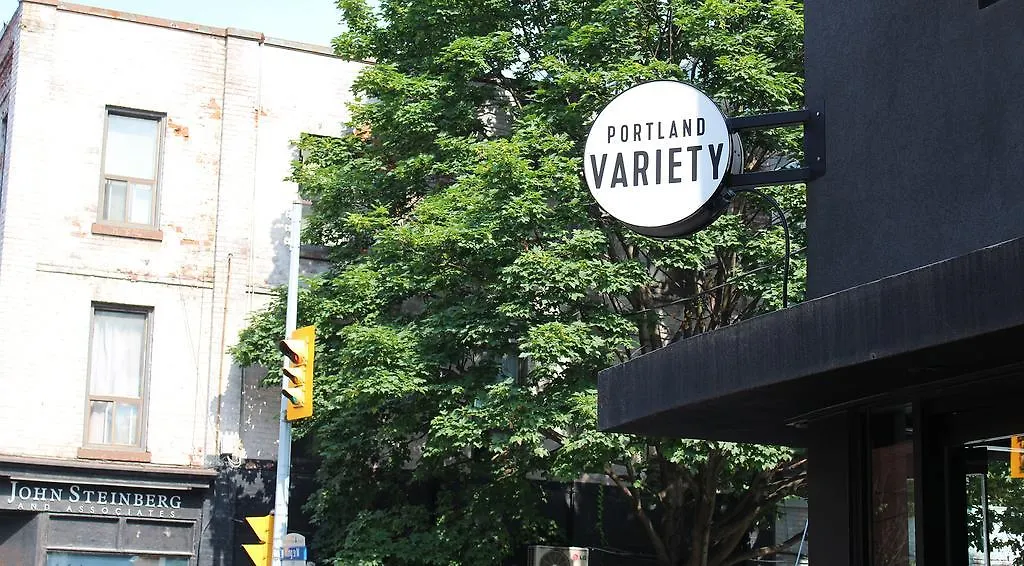 PORTLAND
VARIETY
JOHN STEINBERG
AND ASSOCIATES